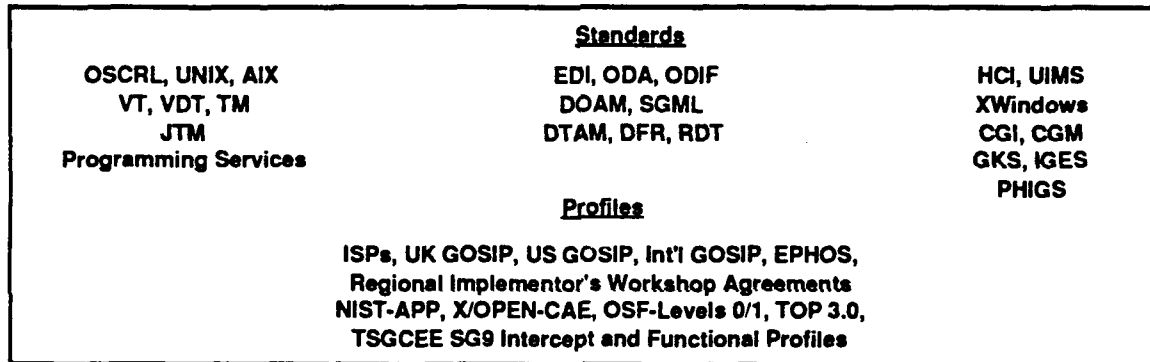 Standards
OSCRL, UNIX, AIX
VT, VDT, TM
JTM
Programming Services
EDI, ODA, ODIF
DOAM, SGML
DTAM, DFR, RDT
HCI, UIMS
XWindows
CGI, CGM
GKS, IGES
PHIGS
Profiles
ISPs, UK GOSIP, US GOSIP, Int'l GOSIP, EPHOS,
Regional Implementor's Workshop Agreements
NIST-APP, X/OPEN-CAE, OSF-Levels 0/1, TOP 3.0,
TSGCEE SG9 Intercept and Functional Profiles